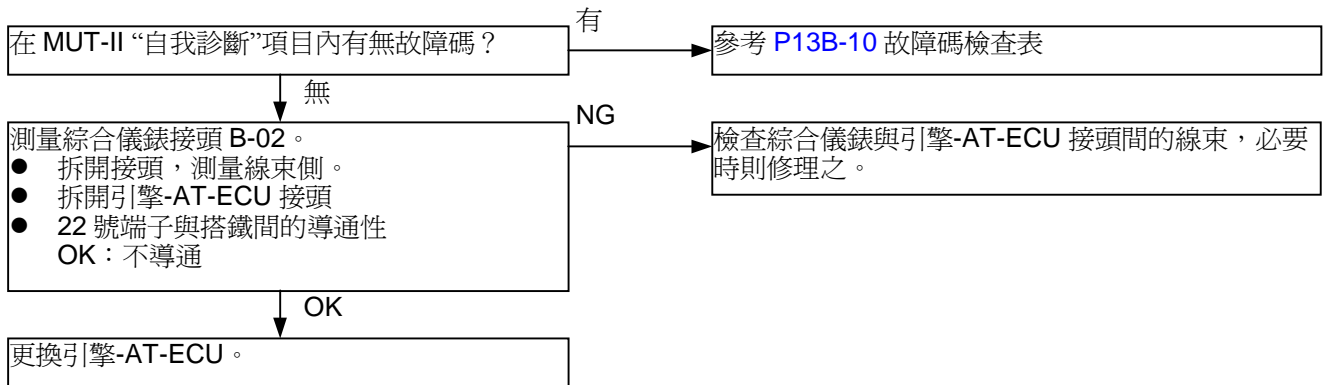 在 MUT-II “自我診斷”項目內有無故障碼？
有
參考 P13B-10 故障碼檢查表
無
測量綜合儀錶接頭 B-02。
● 拆開接頭，測量線束側。
● 拆開引擎-AT-ECU 接頭
● 22 號端子與搭鐵間的導通性
OK：不導通
NG
檢查綜合儀錶與引擎-AT-ECU 接頭間的線束，必要
時則修理之。
OK
更換引擎-AT-ECU。